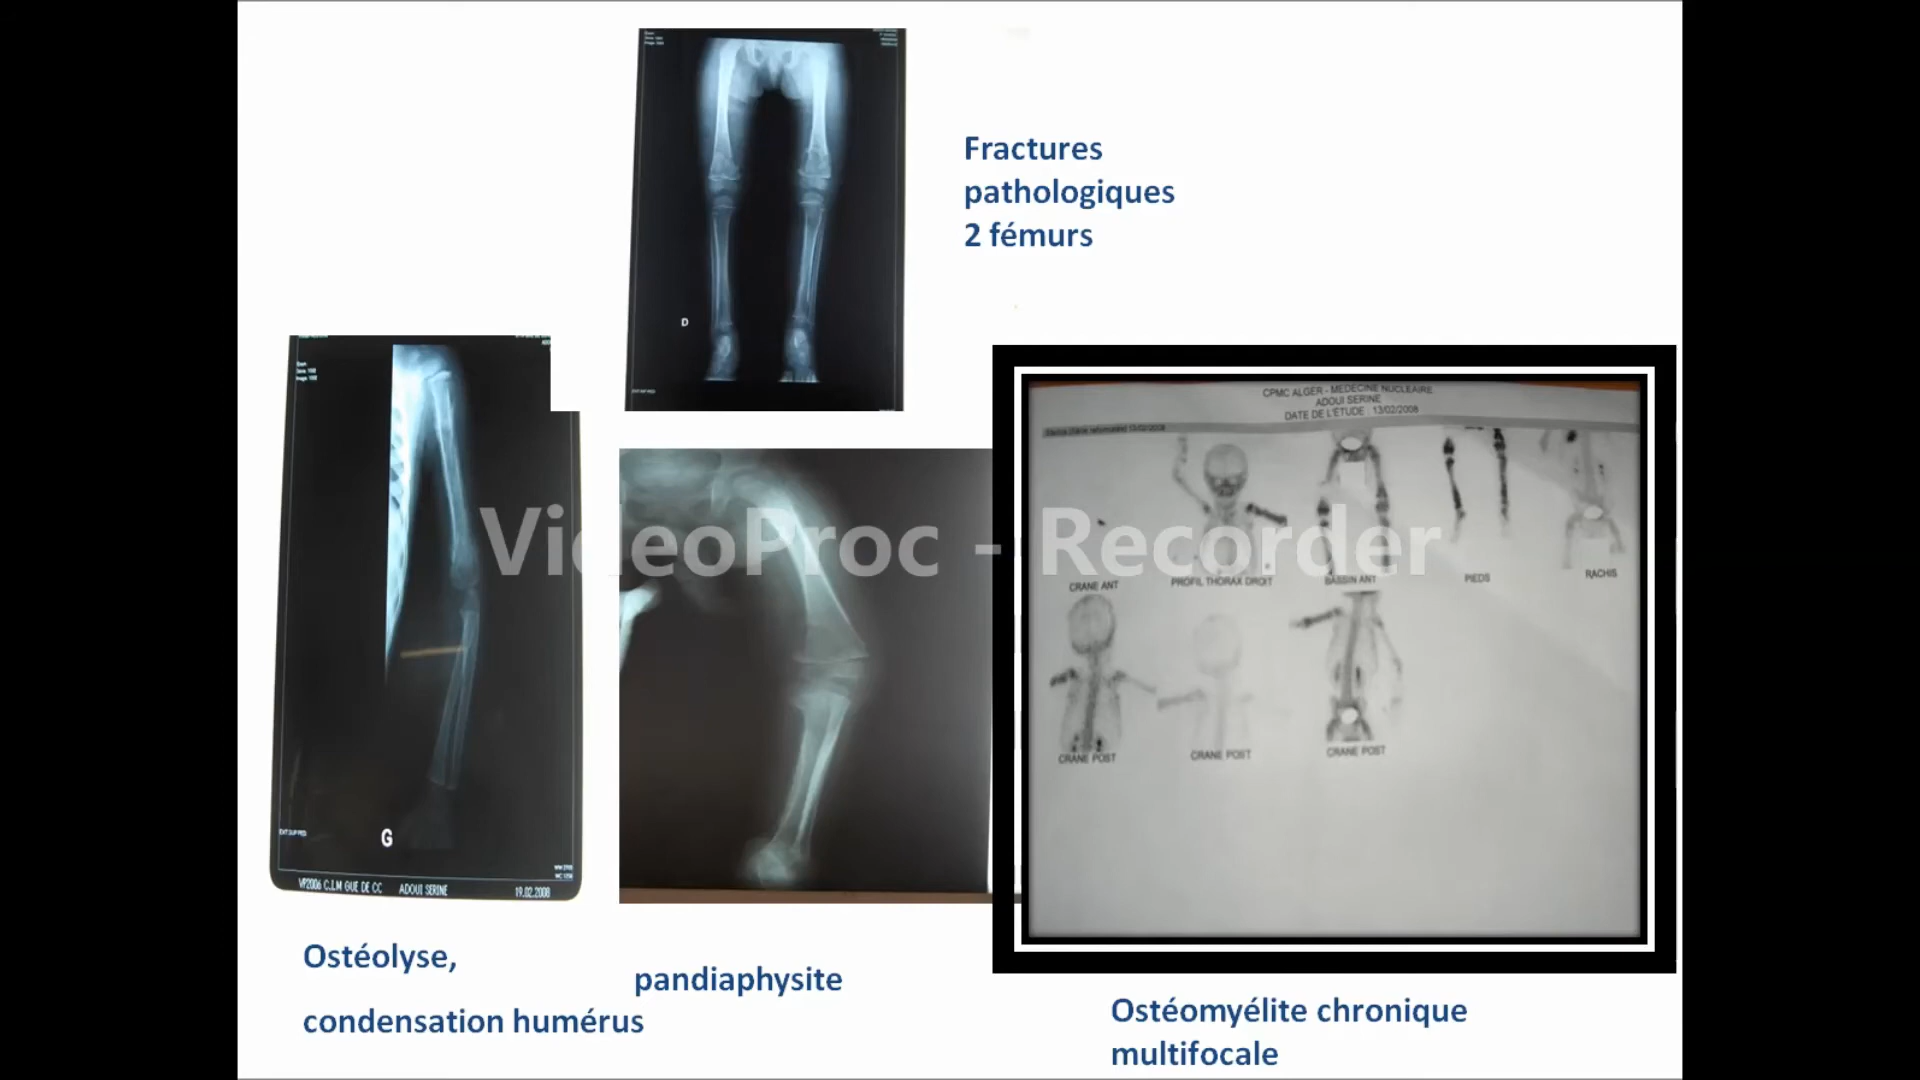 Fractures
pathologiques
2 fémurs
D
CPMC ALGER - MEDECINE NUCLEAIRE
ADOUI SERINE
DATE DE L'ÉTUDE : 13/02/2008
CRANE ANT
PROFIL THORAX DROIT
BASSIN ANT
PIEDS
RACHIS
CRANE POST
CRANE POST
CRANE POST
VideoProc - Recorder
G
ADOUI SERINE
19.02.2008
Ostéolyse,
condensation humérus
pandiaphysite
Ostéomyélite chronique
multifocale